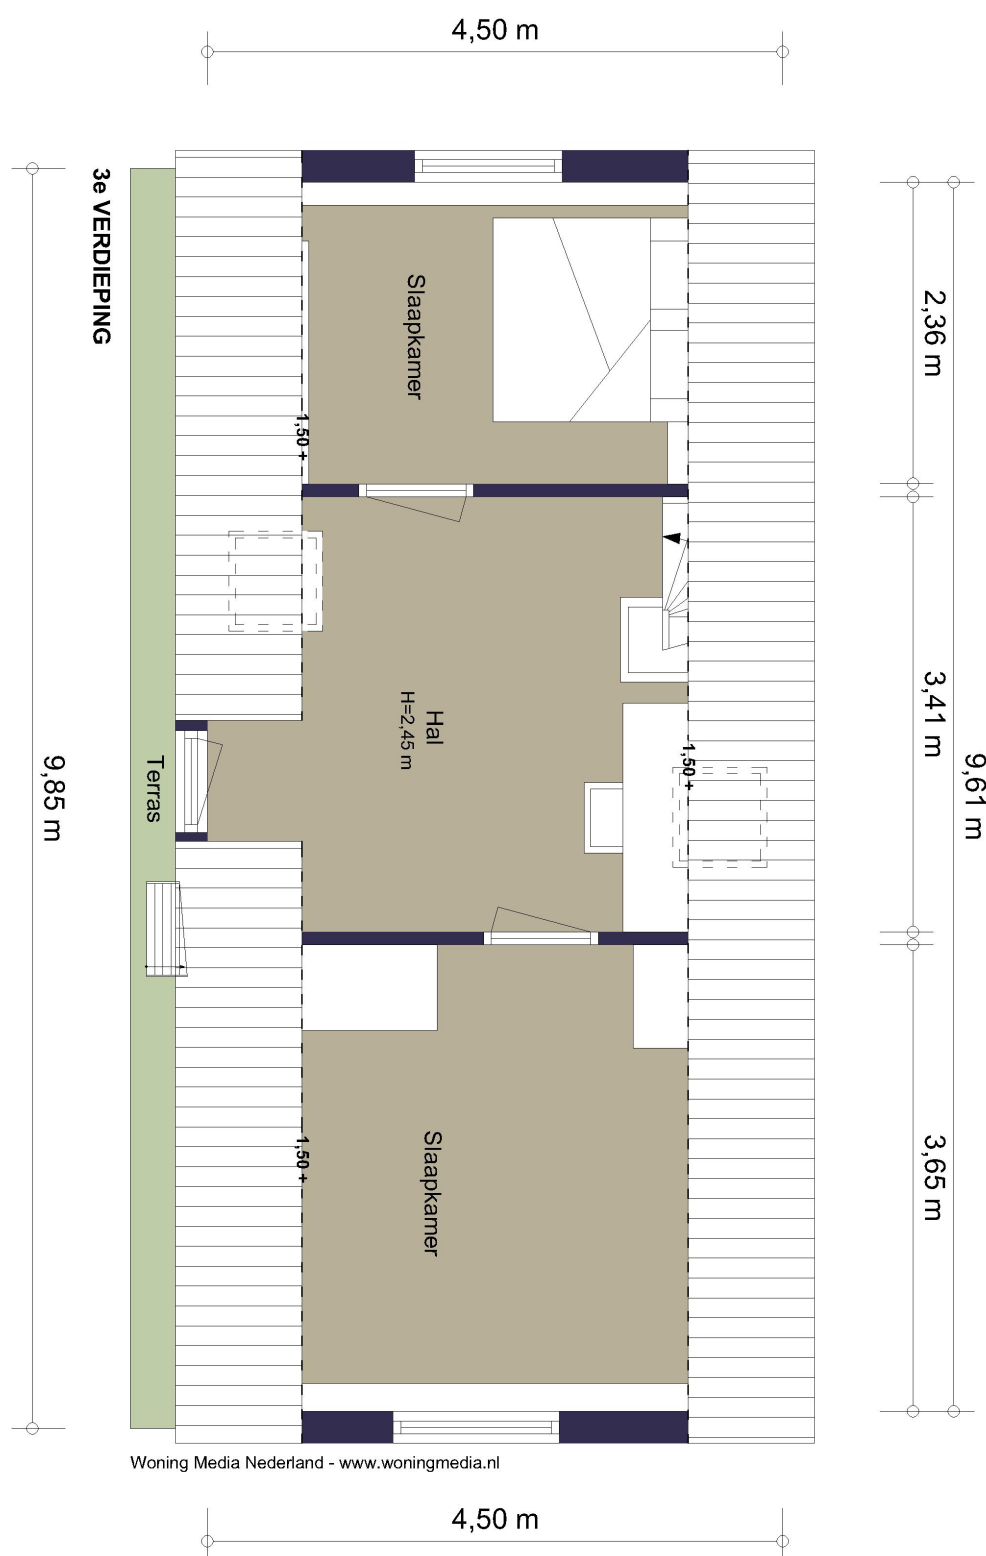 4,50 m
3e VERDIEPING
Slaapkamer
2,36 m
1,50 +
Hal
H=2,45 m
3,41 m
1,50 +
9,61 m
9,85 m
Terras
1,50 +
Slaapkamer
3,65 m
Woning Media Nederland - www.woningmedia.nl
4,50 m